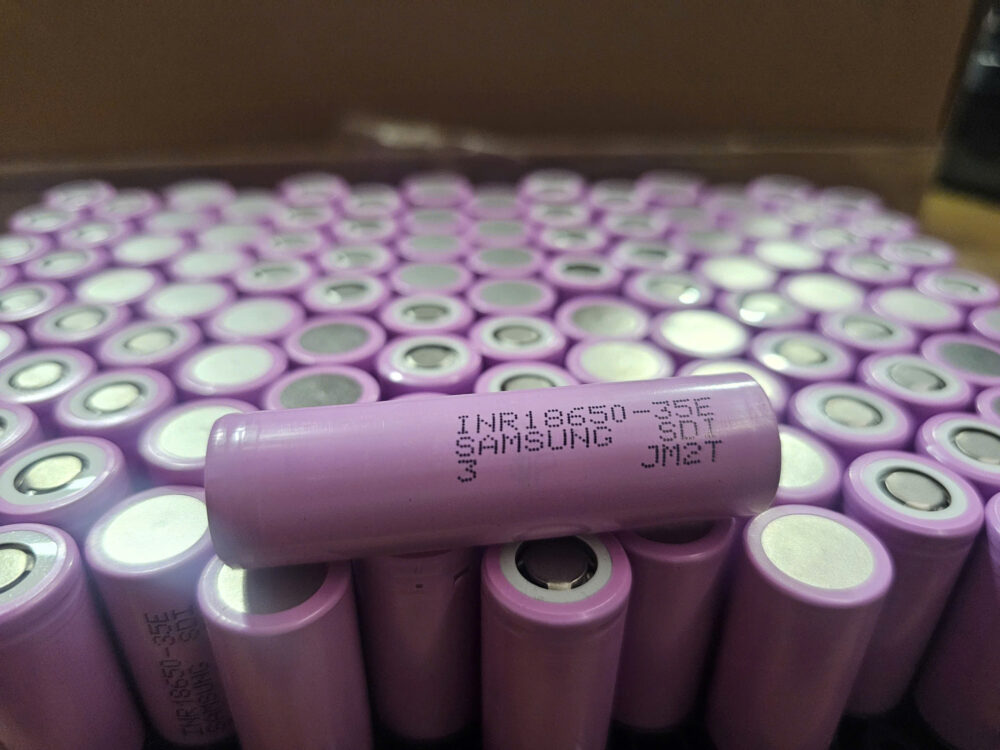 INR18650-35E
SAMSUNG SDI
3 JM2T
INR18650-35E
SAMSUNG SDI